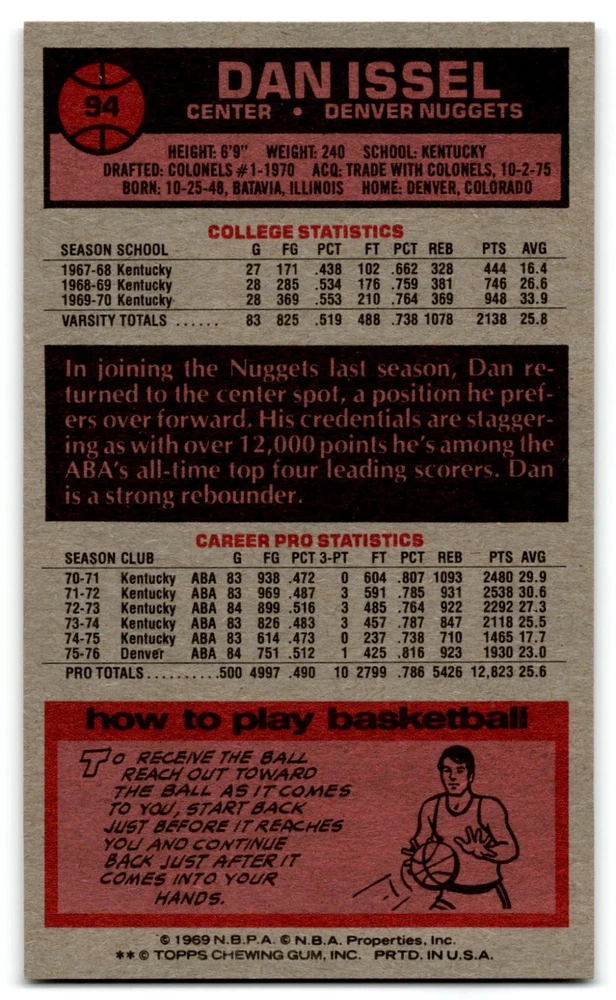 94
DAN ISSEL
CENTER • DENVER NUGGETS
HEIGHT: 6'9" WEIGHT: 240 SCHOOL: KENTUCKY
DRAFTED: COLONELS #1-1970 ACQ: TRADE WITH COLONELS, 10-2-75
BORN: 10-25-48, BATAVIA, ILLINOIS HOME: DENVER, COLORADO
COLLEGE STATISTICS
SEASON SCHOOL G FG PCT FT PCT REB PTS AVG
1967-68 Kentucky 27 171 .438 102 .662 328 444 16.4
1968-69 Kentucky 28 285 .534 176 .759 381 746 26.6
1969-70 Kentucky 28 369 .553 210 .764 369 948 33.9
VARSITY TOTALS ...... 83 825 .519 488 .738 1078 2138 25.8
In joining the Nuggets last season, Dan re-
turned to the center spot, a position he pref-
ers over forward. His credentials are stagger-
ing as with over 12,000 points he's among the
ABA's all-time top four leading scorers. Dan
is a strong rebounder.
CAREER PRO STATISTICS
SEASON CLUB G FG PCT 3-PT FT PCT REB PTS AVG
70-71 Kentucky ABA 83 938 .472 0 604 .807 1093 2480 29.9
71-72 Kentucky ABA 83 969 .487 3 591 .785 931 2538 30.6
72-73 Kentucky ABA 84 899 .516 3 485 .764 922 2292 27.3
73-74 Kentucky ABA 83 826 .483 3 457 .787 847 2118 25.5
74-75 Kentucky ABA 83 614 .473 0 237 .738 710 1465 17.7
75-76 Denver ABA 84 751 .512 1 425 .816 923 1930 23.0
PRO TOTALS..........500 4997 .490 10 2799 .786 5426 12,823 25.6
how to play basketball
TO RECEIVE THE BALL
REACH OUT TOWARD
THE BALL AS IT COMES
TO YOU, START BACK
JUST BEFORE IT REACHES
YOU AND CONTINUE
BACK JUST AFTER IT
COMES INTO YOUR
HANDS.
© 1969 N.B.P.A. © N.B.A. Properties, Inc.
** © TOPPS CHEWING GUM, INC. PRTD. IN U.S.A.